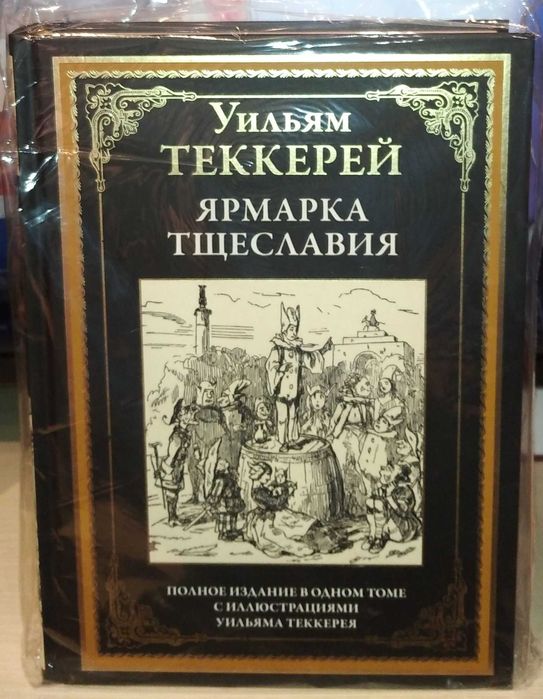 Уильям
ТЕККЕРЕЙ
ЯРМАРКА
ТЩЕСЛАВИЯ
ПОЛНОЕ ИЗДАНИЕ В ОДНОМ ТОМЕ
С ИЛЛЮСТРАЦИЯМИ
УИЛЬЯМА ТЕККЕРЕЯ